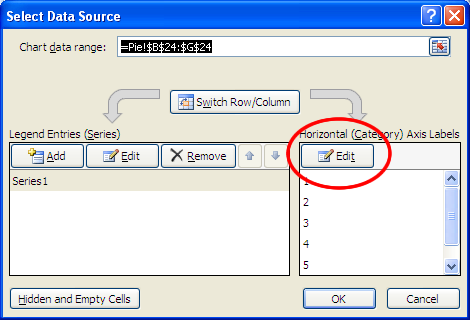 Select Data Source
Chart data range: =Pie!$B$24:$G$24
Switch Row/Column
Legend Entries (Series)
Horizontal (Category) Axis Labels
Add Edit Remove
Edit
Series1
1
2
3
4
5
Hidden and Empty Cells
OK Cancel